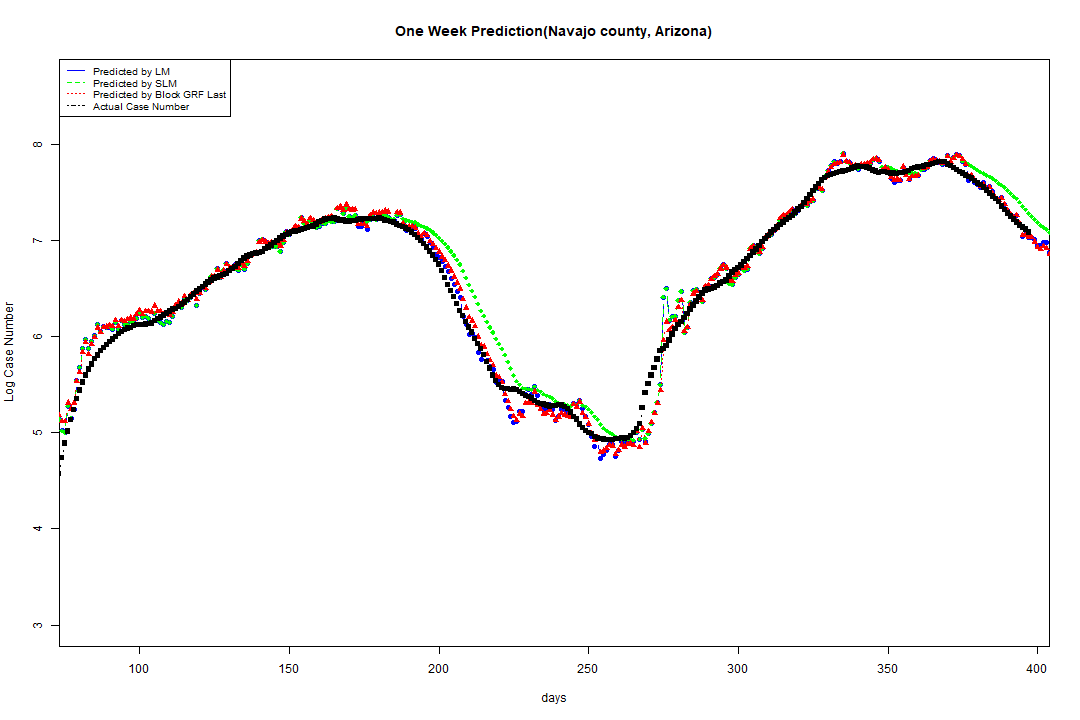 One Week Prediction(Navajo county, Arizona)
Predicted by LM
Predicted by SLM
Predicted by Block GRF Last
Actual Case Number
8
7
6
5
4
3
Log Case Number
100 150 200 250 300 350 400
days